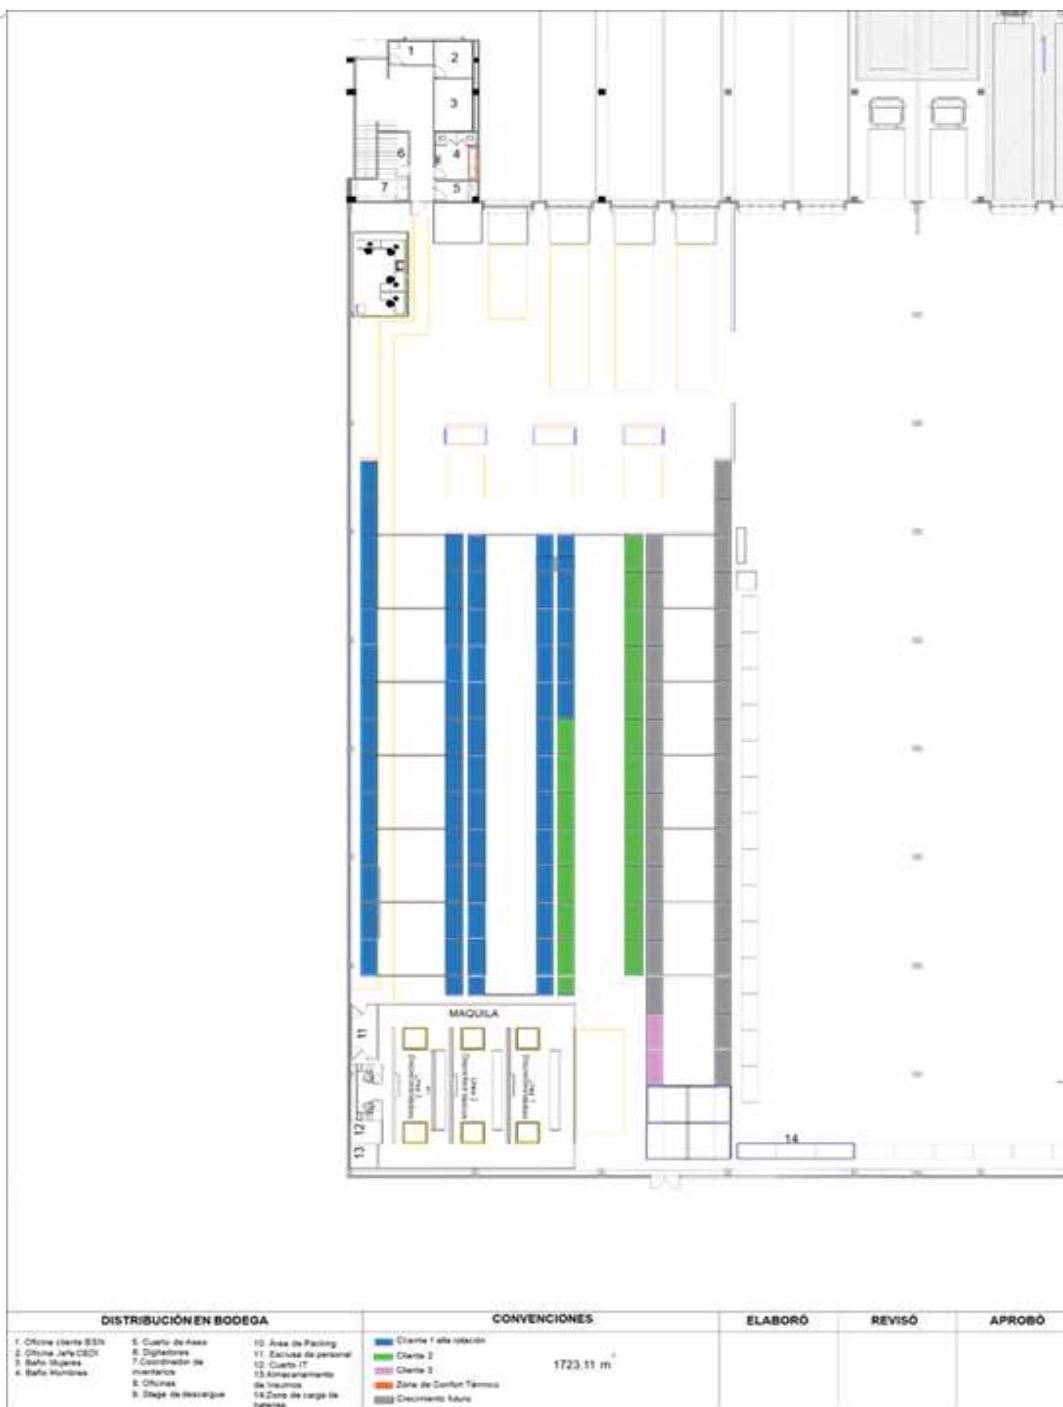 1
2
3
4
5
6
7
MAQUILA
11
12
13
Línea 2
Línea 1
14
DISTRIBUCIÓN EN BODEGA
1. Oficina cliente BSN
2. Oficina Jefe CEDI
3. Baño Mujeres
4. Baño Hombres
5. Cuarto de Aseo
6. Digitadores
7. Coordinador de
inventarios
8. Oficinas
9. Stage de descargue
10. Área de Packing
11. Esclusa de personal
12. Cuarto IT
13. Almacenamiento
de Insumos
14. Zona de carga de
baterías
CONVENCIONES
Cliente 1 alta rotación
Cliente 2
Cliente 3
Zona de Confort Térmico
Crecimiento futuro
1723.11 m
ELABORÓ
REVISÓ
APROBÓ